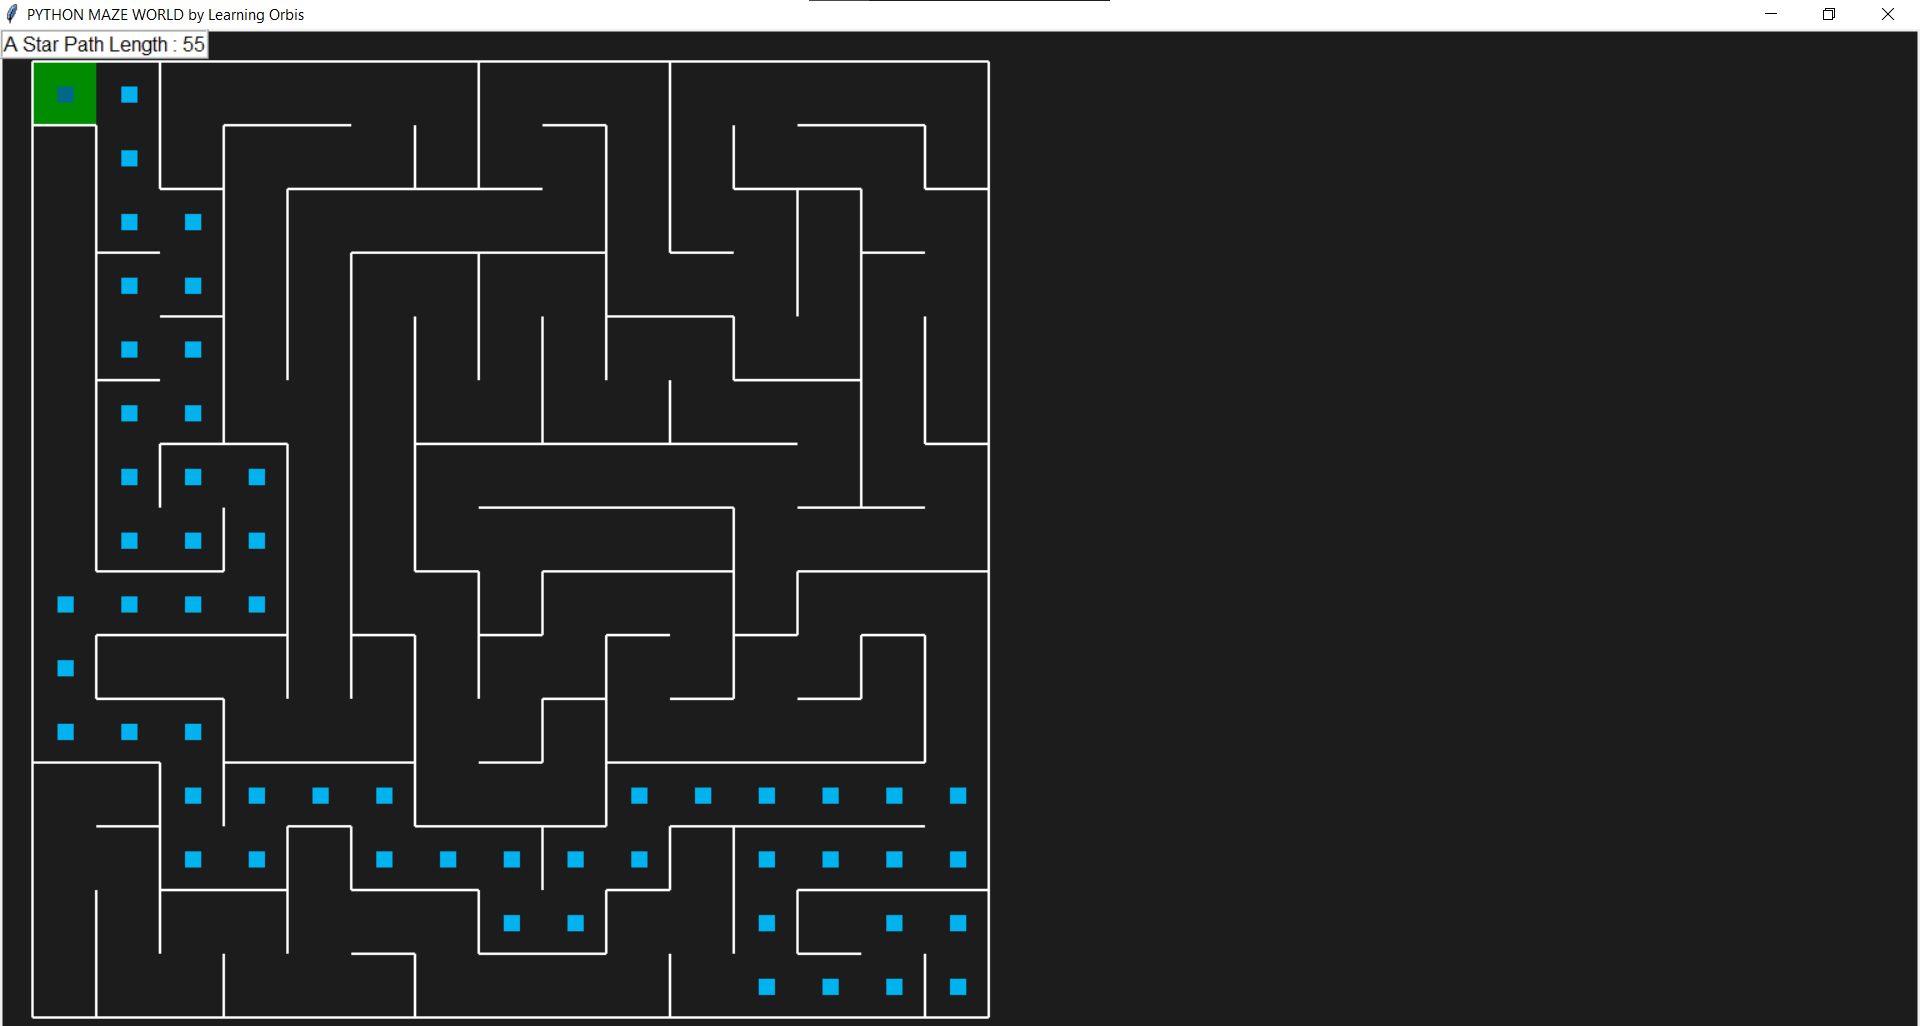 PYTHON MAZE WORLD by Learning Orbis
A Star Path Length : 55